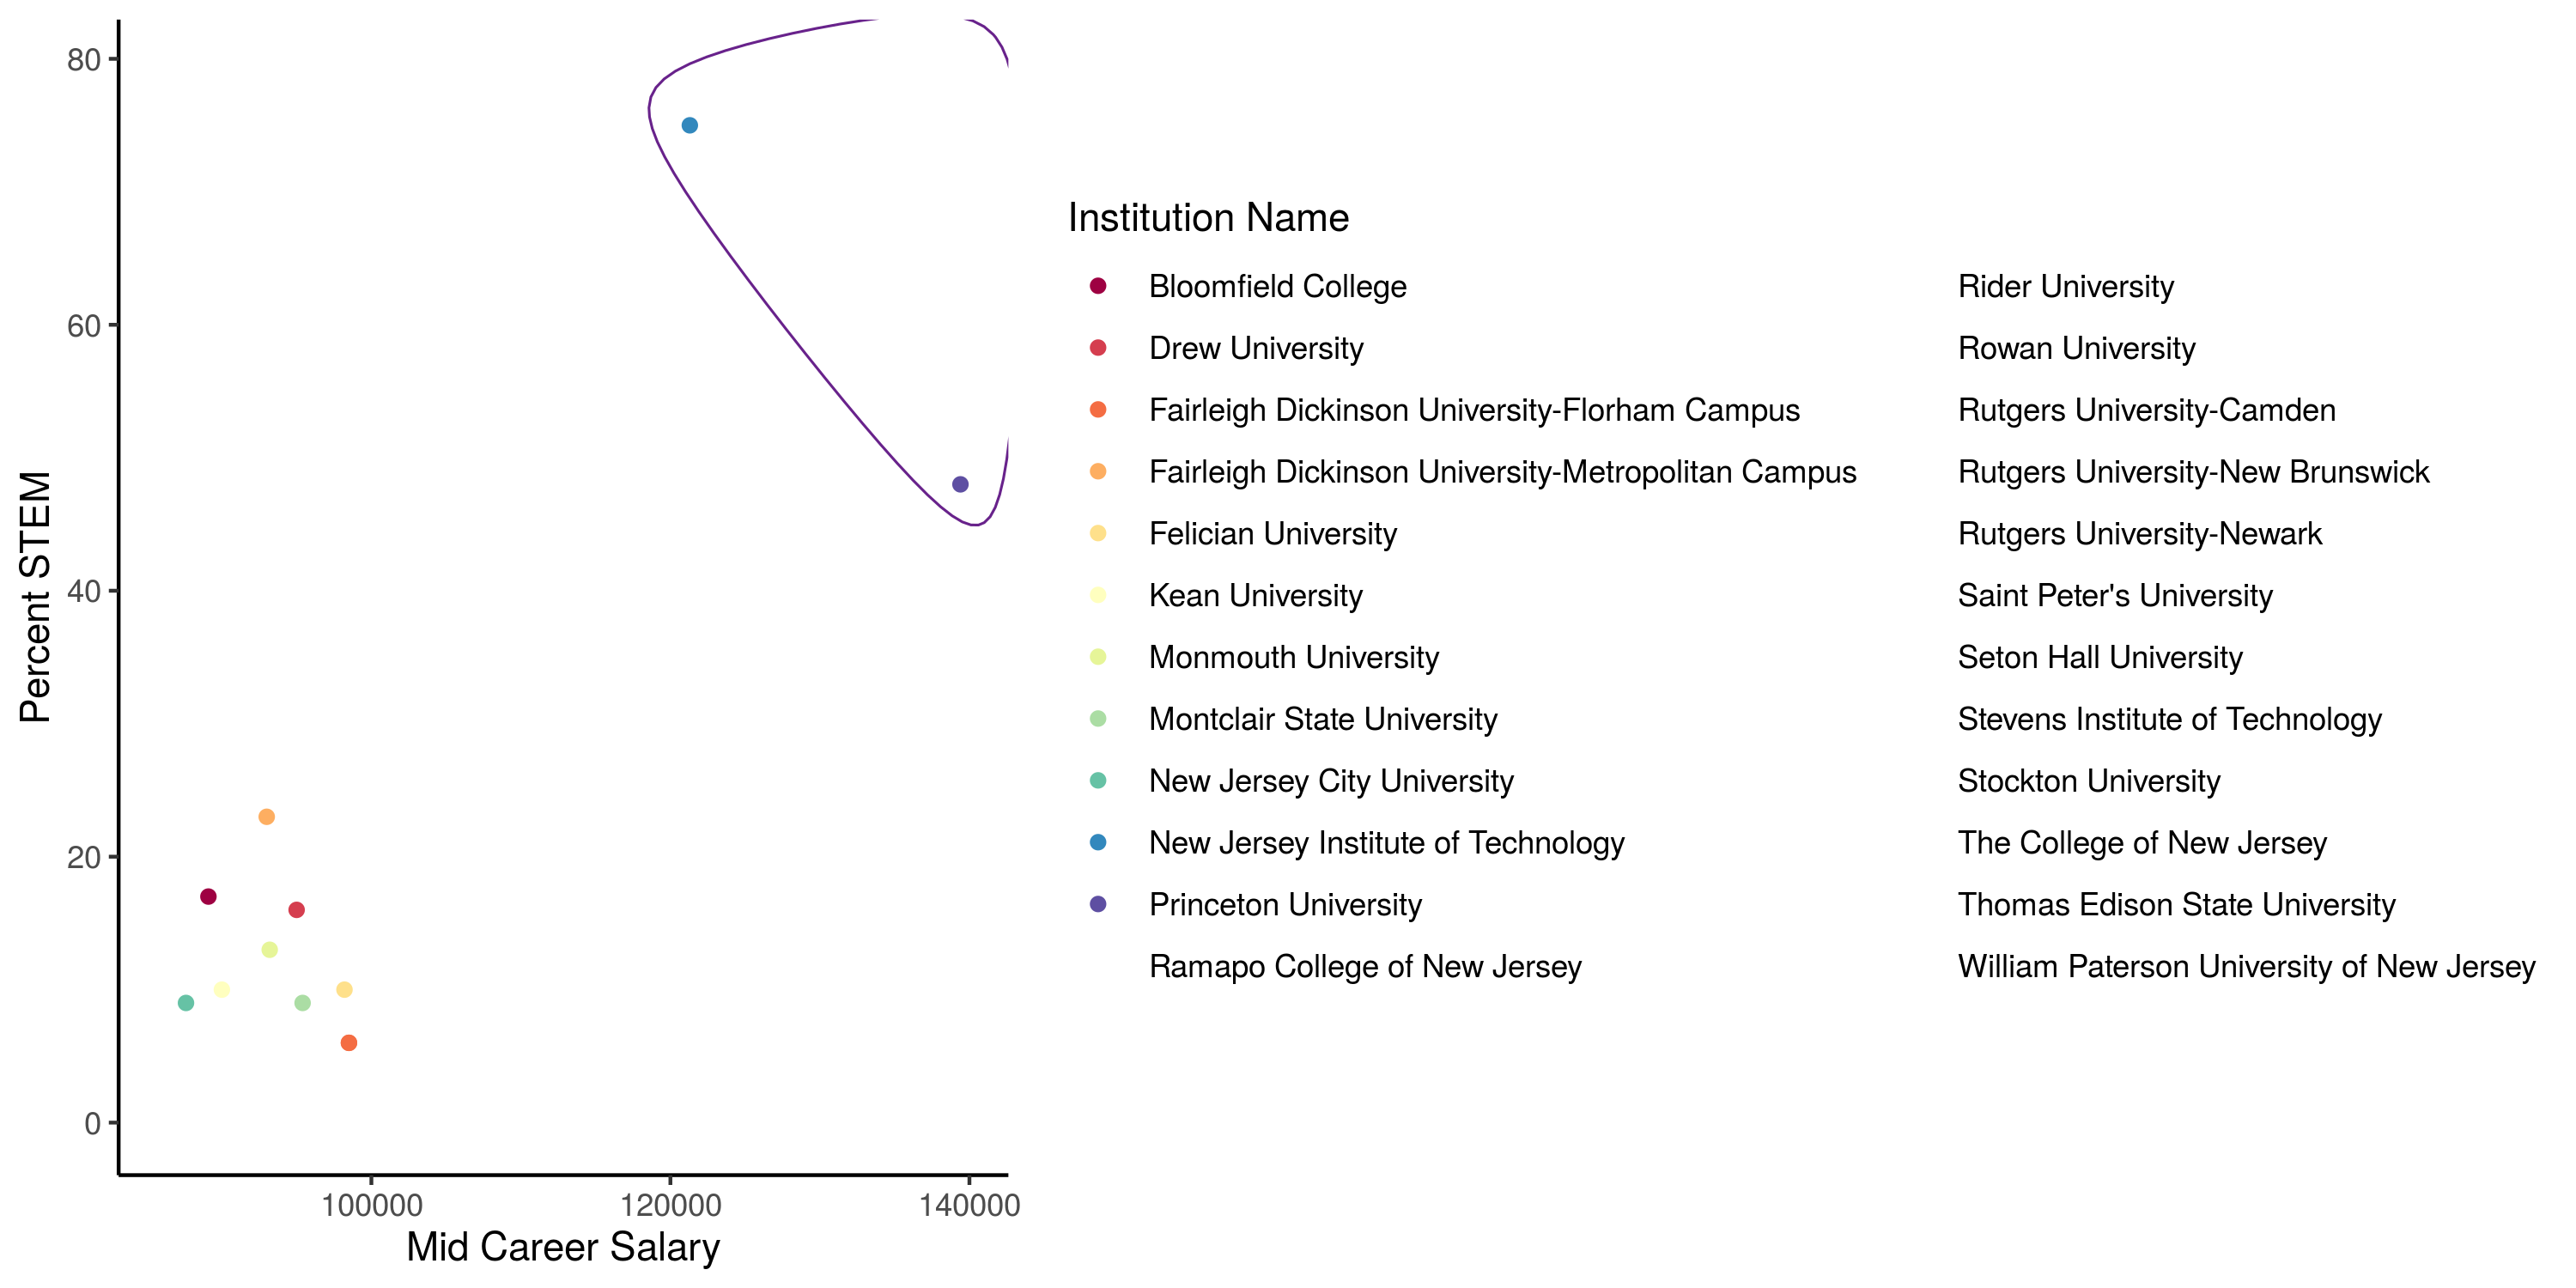 80
60
40
20
0
Percent STEM
100000
120000
140000
Mid Career Salary
Institution Name
Bloomfield College
Drew University
Fairleigh Dickinson University-Florham Campus
Fairleigh Dickinson University-Metropolitan Campus
Felician University
Kean University
Monmouth University
Montclair State University
New Jersey City University
New Jersey Institute of Technology
Princeton University
Ramapo College of New Jersey
Rider University
Rowan University
Rutgers University-Camden
Rutgers University-New Brunswick
Rutgers University-Newark
Saint Peter's University
Seton Hall University
Stevens Institute of Technology
Stockton University
The College of New Jersey
Thomas Edison State University
William Paterson University of New Jersey